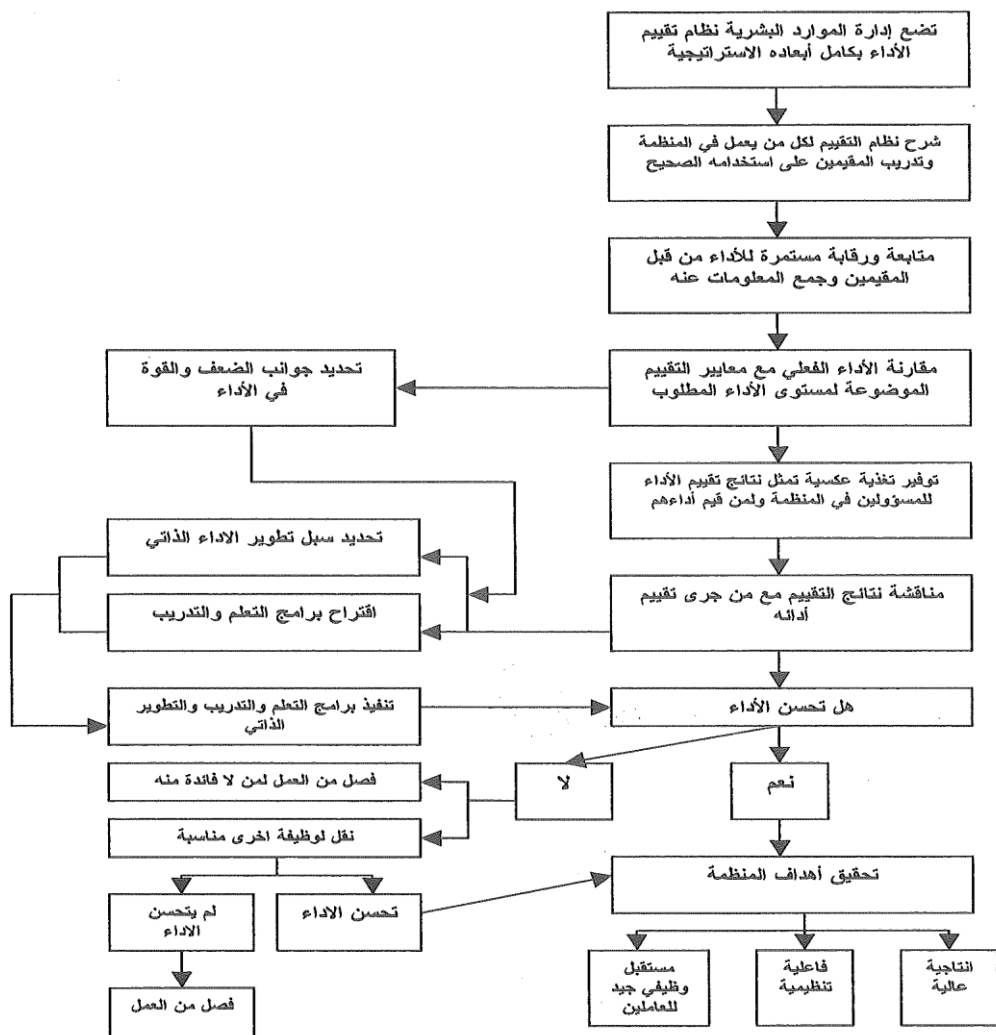 تضع إدارة الموارد البشرية نظام تقييم
الأداء بكامل أبعاده الاستراتيجية
شرح نظام التقييم لكل من يعمل في المنظمة
وتدريب المقيمين على استخدامه الصحيح
متابعة ورقابة مستمرة للأداء من قبل
المقيمين وجمع المعلومات عنه
مقارنة الأداء الفعلي مع معايير التقييم
الموضوعة لمستوى الأداء المطلوب
تحديد جوانب الضعف والقوة
في الأداء
توفير تغذية عكسية تمثل نتائج تقييم الأداء
للمسؤولين في المنظمة ولمن قيم أداءهم
تحديد سبل تطوير الاداء الذاتي
مناقشة نتائج التقييم مع من جرى تقييم
أدائه
اقتراح برامج التعلم والتدريب
هل تحسن الأداء
تنفيذ برامج التعلم والتدريب والتطوير
الذاتي
نعم
لا
فصل من العمل لمن لا فائدة منه
نقل لوظيفة اخرى مناسبة
تحقيق أهداف المنظمة
تحسن الاداء
لم يتحسن
الاداء
انتاجية
عالية
فاعلية
تنظيمية
مستقبل
وظيفي جيد
للعاملين
فصل من العمل